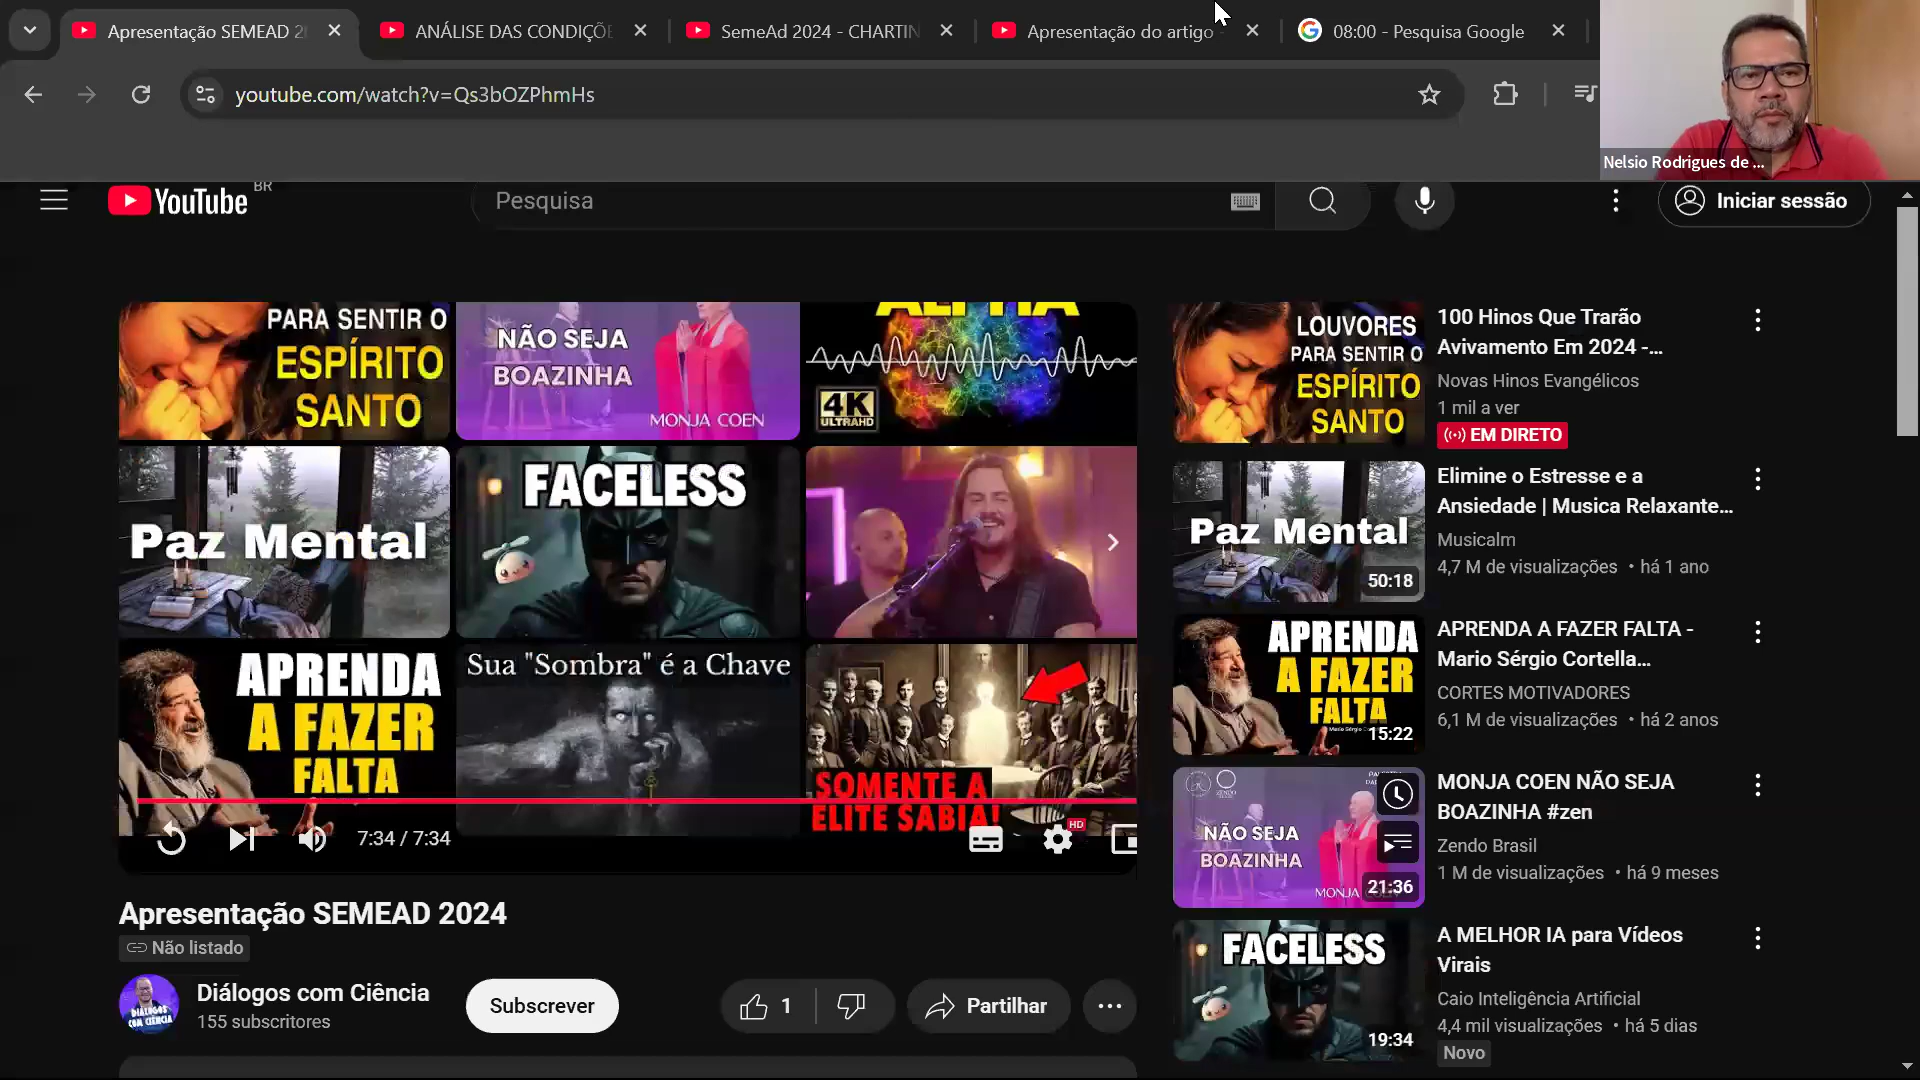 Apresentação SEMEAD 2
ANÁLISE DAS CONDIÇÕE
SemeAd 2024 - CHARTIN
Apresentação do artigo -
08:00 - Pesquisa Google
youtube.com/watch?v=Qs3bOZPhmHs
Nelsio Rodrigues de ...
YouTube
BR
Pesquisa
Iniciar sessão
PARA SENTIR O
ESPÍRITO
SANTO
NÃO SEJA
BOAZINHA
MONJA COEN
4K
ULTRAHD
Paz Mental
FACELESS
APRENDA
A FAZER
FALTA
Sua "Sombra" é a Chave
SOMENTE A
ELITE SABIA!
7:34 / 7:34
HD
Apresentação SEMEAD 2024
Não listado
DIÁLOGOS
COM CIÊNCIA
Diálogos com Ciência
155 subscritores
Subscrever
1
Partilhar
LOUVORES
PARA SENTIR O
ESPÍRITO
SANTO
100 Hinos Que Trarão
Avivamento Em 2024 -...
Novas Hinos Evangélicos
1 mil a ver
EM DIRETO
Paz Mental
50:18
Elimine o Estresse e a
Ansiedade | Musica Relaxante...
Musicalm
4,7 M de visualizações • há 1 ano
APRENDA
A FAZER
FALTA
15:22
APRENDA A FAZER FALTA -
Mario Sérgio Cortella...
CORTES MOTIVADORES
6,1 M de visualizações • há 2 anos
NÃO SEJA
BOAZINHA
21:36
MONJA COEN NÃO SEJA
BOAZINHA #zen
Zendo Brasil
1 M de visualizações • há 9 meses
FACELESS
19:34
A MELHOR IA para Vídeos
Virais
Caio Inteligência Artificial
4,4 mil visualizações • há 5 dias
Novo